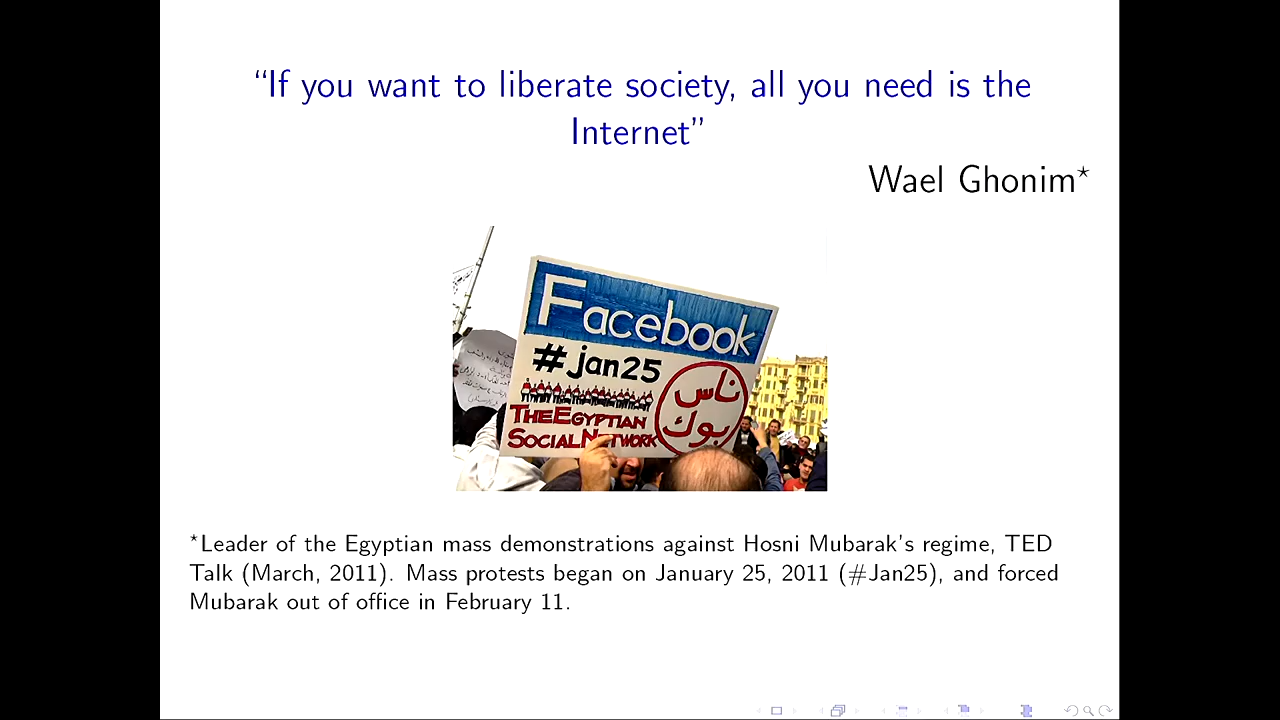 “If you want to liberate society, all you need is the
Internet”
Wael Ghonim*
Facebook
#jan25
ناس
بوك
THE EGYPTIAN
SOCIAL NETWORK
*Leader of the Egyptian mass demonstrations against Hosni Mubarak's regime, TED
Talk (March, 2011). Mass protests began on January 25, 2011 (#Jan25), and forced
Mubarak out of office in February 11.